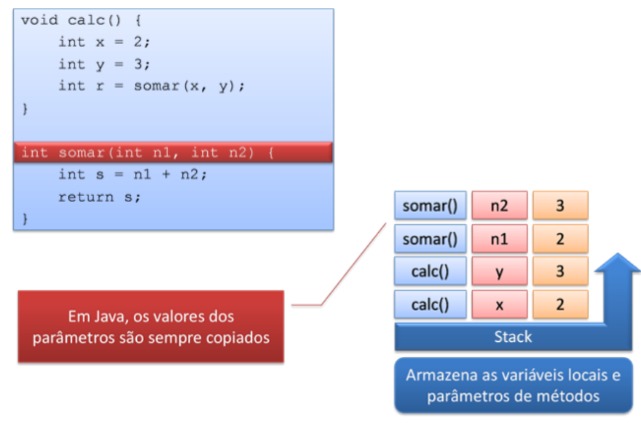 void calc() {
    int x = 2;
    int y = 3;
    int r = somar(x, y);
}
int somar(int n1, int n2) {
    int s = n1 + n2;
    return s;
}
Em Java, os valores dos
parâmetros são sempre copiados
somar() n2 3
somar() n1 2
calc() y 3
calc() x 2
Stack
Armazena as variáveis locais e
parâmetros de métodos